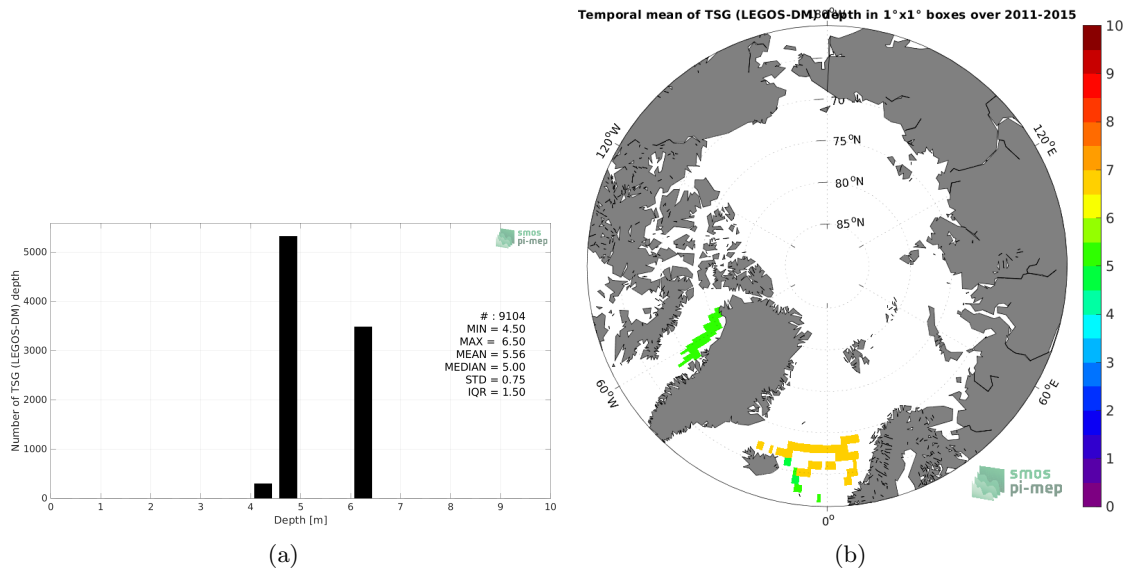 smos
pi-mep
Number of TSG (LEGOS-DM) depth
5000
4000
3000
2000
1000
0
# : 9104
MIN = 4.50
MAX = 6.50
MEAN = 5.56
MEDIAN = 5.00
STD = 0.75
IQR = 1.50
0 1 2 3 4 5 6 7 8 9 10
Depth [m]
(a)
Temporal mean of TSG (LEGOS-DM) depth in 1°x1° boxes over 2011-2015
180°W
120°W
120°E
70
75°N
80°N
85°N
60°W
60°E
0°
smos
pi-mep
10
9
8
7
6
5
4
3
2
1
0
(b)